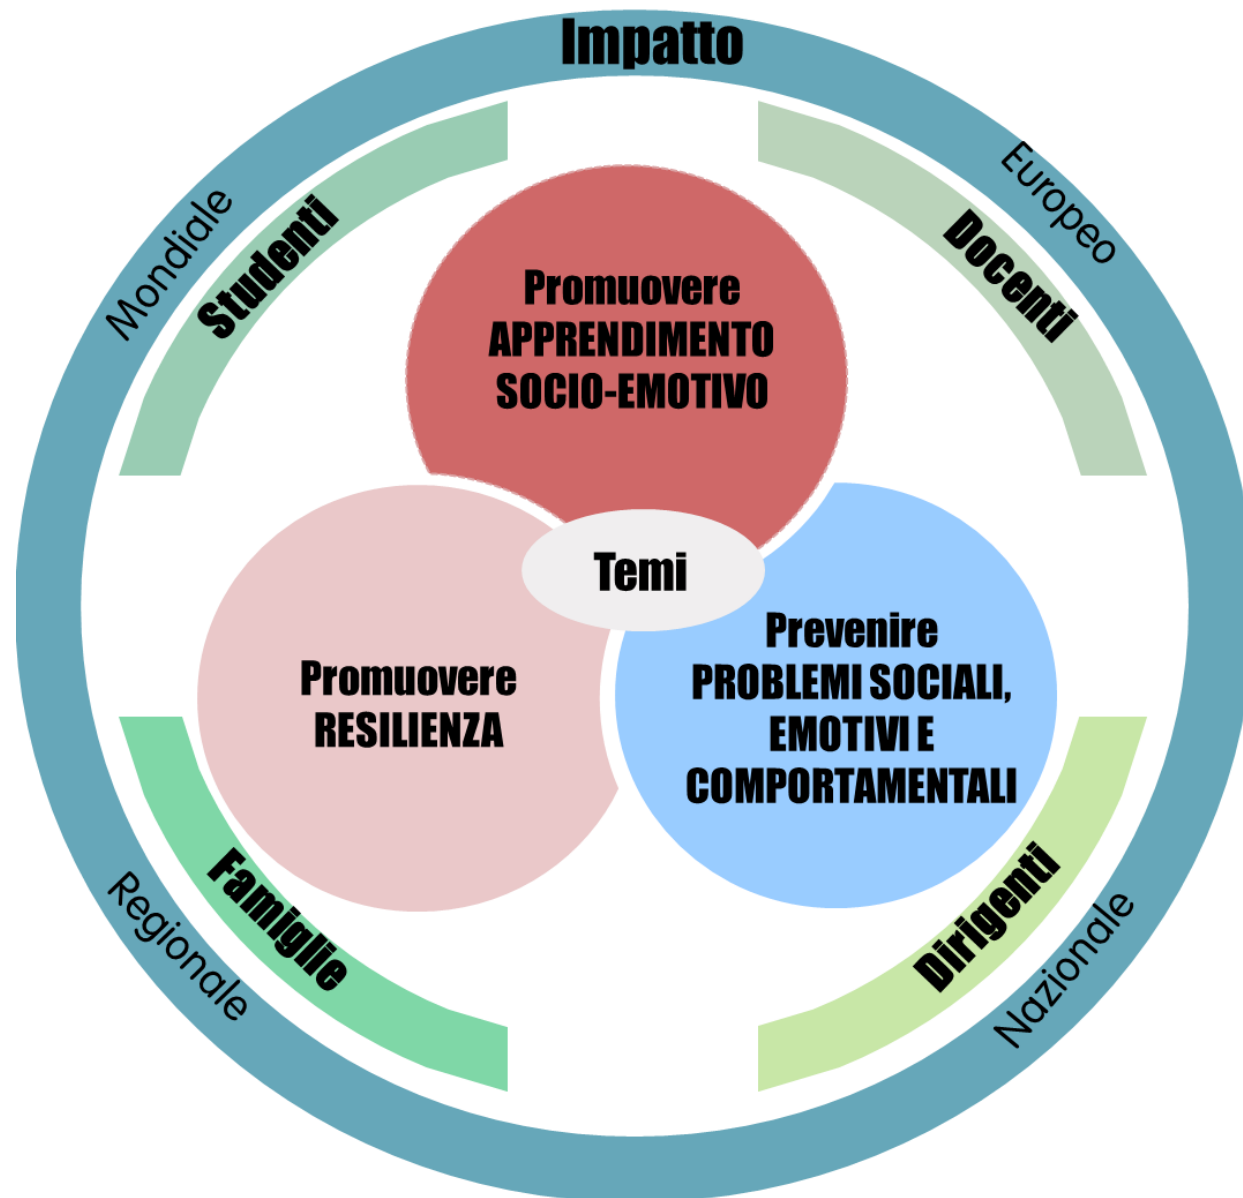 Impatto
Mondiale
Europeo
Studenti
Docenti
Promuovere
APPRENDIMENTO
SOCIO-EMOTIVO
Temi
Promuovere
RESILIENZA
Prevenire
PROBLEMI SOCIALI,
EMOTIVI E
COMPORTAMENTALI
Famiglie
Dirigenti
Regionale
Nazionale